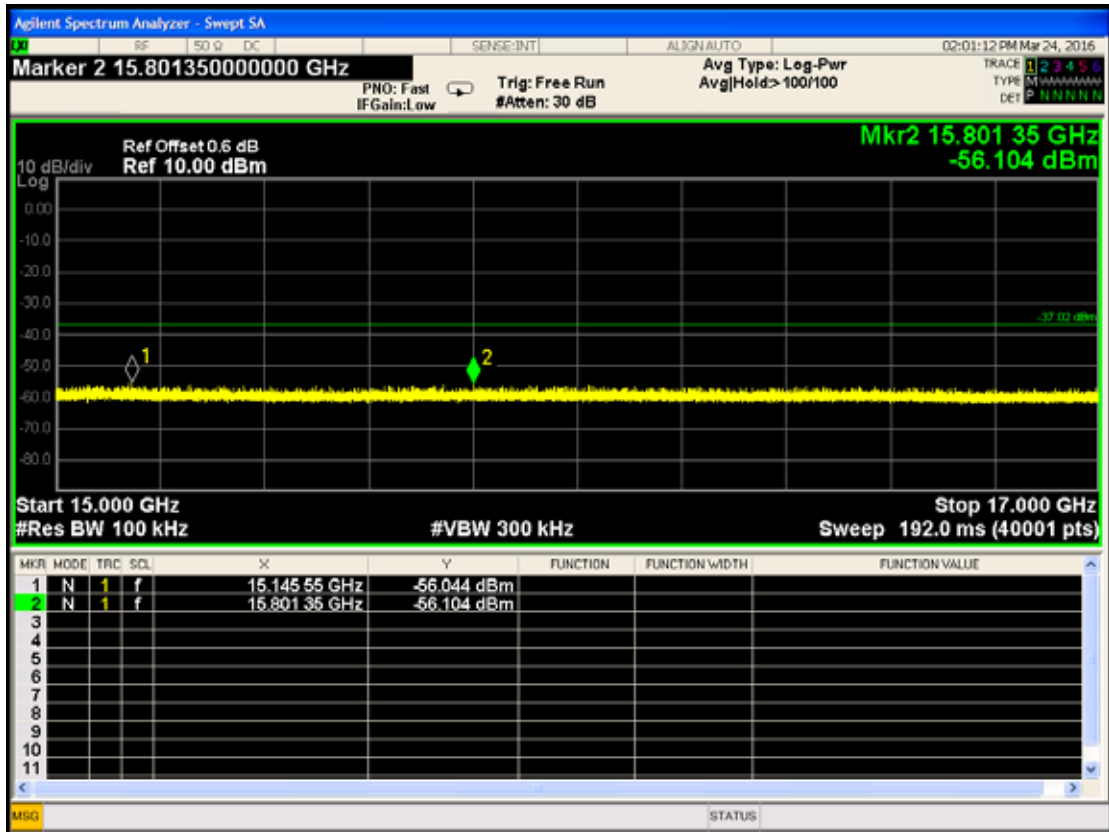 Agilent Spectrum Analyzer - Swept SA
LXI RF 50 Ω DC SENSE:INT ALIGN AUTO 02:01:12 PM Mar 24, 2016
Marker 2 15.801350000000 GHz
PNO: Fast
IFGain:Low
Trig: Free Run
#Atten: 30 dB
Avg Type: Log-Pwr
Avg|Hold:>100/100
TRACE 1 2 3 4 5 6
TYPE M
DET P N N N N N
Mkr2 15.801 35 GHz
-56.104 dBm
Ref Offset 0.6 dB
10 dB/div Ref 10.00 dBm
Log
0.00
-10.0
-20.0
-30.0
-37.02 dBm
-40.0
1
2
-50.0
-60.0
-70.0
-80.0
Start 15.000 GHz Stop 17.000 GHz
#Res BW 100 kHz #VBW 300 kHz Sweep 192.0 ms (40001 pts)
MKR MODE TRC SCL X Y FUNCTION FUNCTION WIDTH FUNCTION VALUE
1 N 1 f 15.145 55 GHz -56.044 dBm
2 N 1 f 15.801 35 GHz -56.104 dBm
3
4
5
6
7
8
9
10
11
MSG STATUS